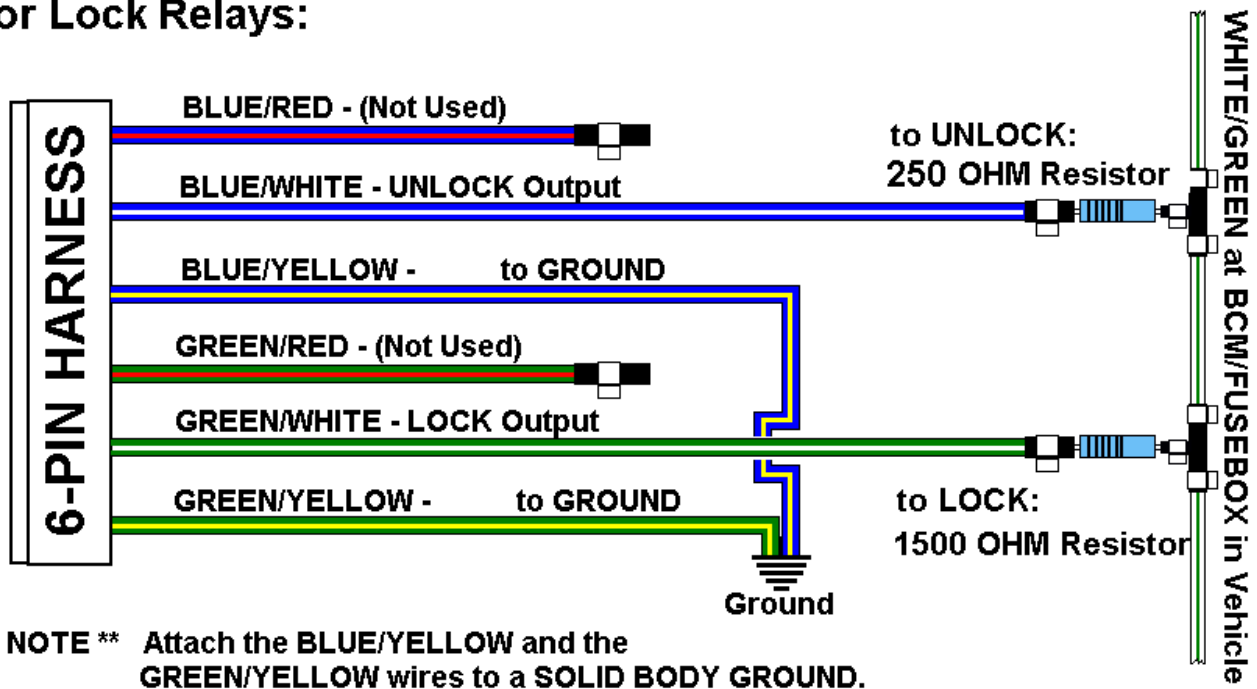 or Lock Relays:
BLUE/RED - (Not Used)
BLUE/WHITE - UNLOCK Output
BLUE/YELLOW - to GROUND
GREEN/RED - (Not Used)
GREEN/WHITE - LOCK Output
GREEN/YELLOW - to GROUND
6-PIN HARNESS
to UNLOCK:
250 OHM Resistor
to LOCK:
1500 OHM Resistor
WHITE/GREEN at BCM/FUSEBOX in Vehicle
Ground
NOTE ** Attach the BLUE/YELLOW and the
GREEN/YELLOW wires to a SOLID BODY GROUND.